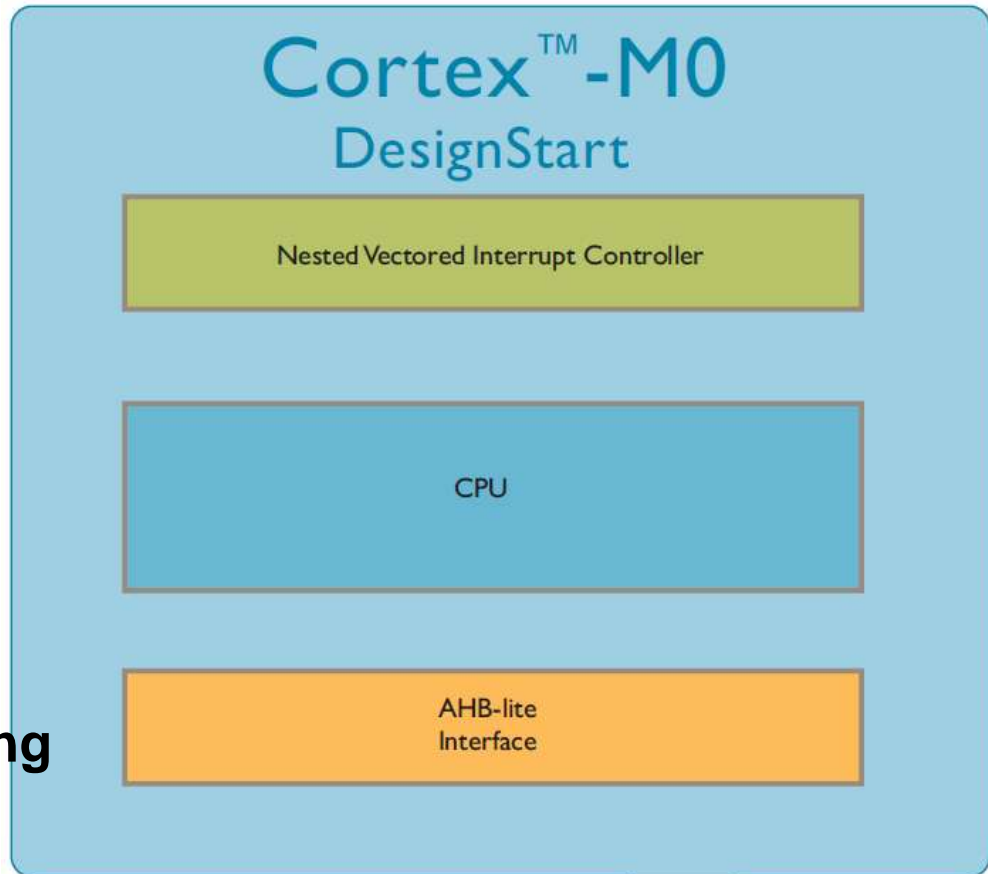 Cortex™-M0
DesignStart
Nested Vectored Interrupt Controller
CPU
AHB-lite
Interface